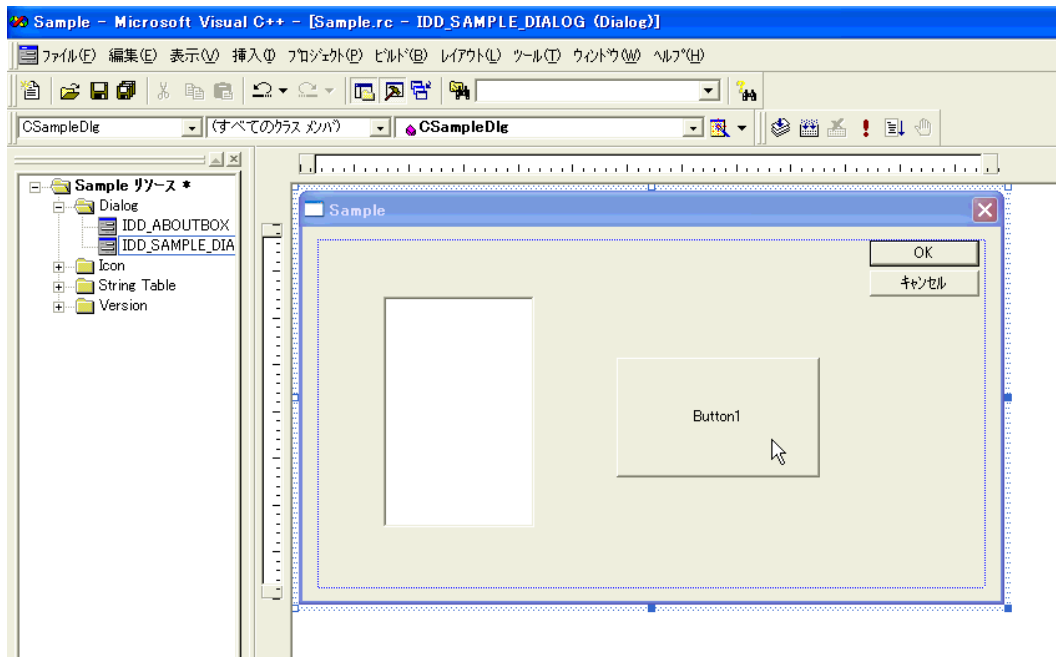 Sample - Microsoft Visual C++ - [Sample.rc - IDD_SAMPLE_DIALOG (Dialog)]
ファイル(F) 編集(E) 表示(V) 挿入(I) プロジェクト(P) ビルド(B) レイアウト(L) ツール(T) ウィンドウ(W) ヘルプ(H)
CSampleDlg (すべてのクラス メンバ) CSampleDlg
Sample リソース *
Dialog
IDD_ABOUTBOX
IDD_SAMPLE_DIA
Icon
String Table
Version
Sample
OK
キャンセル
Button1